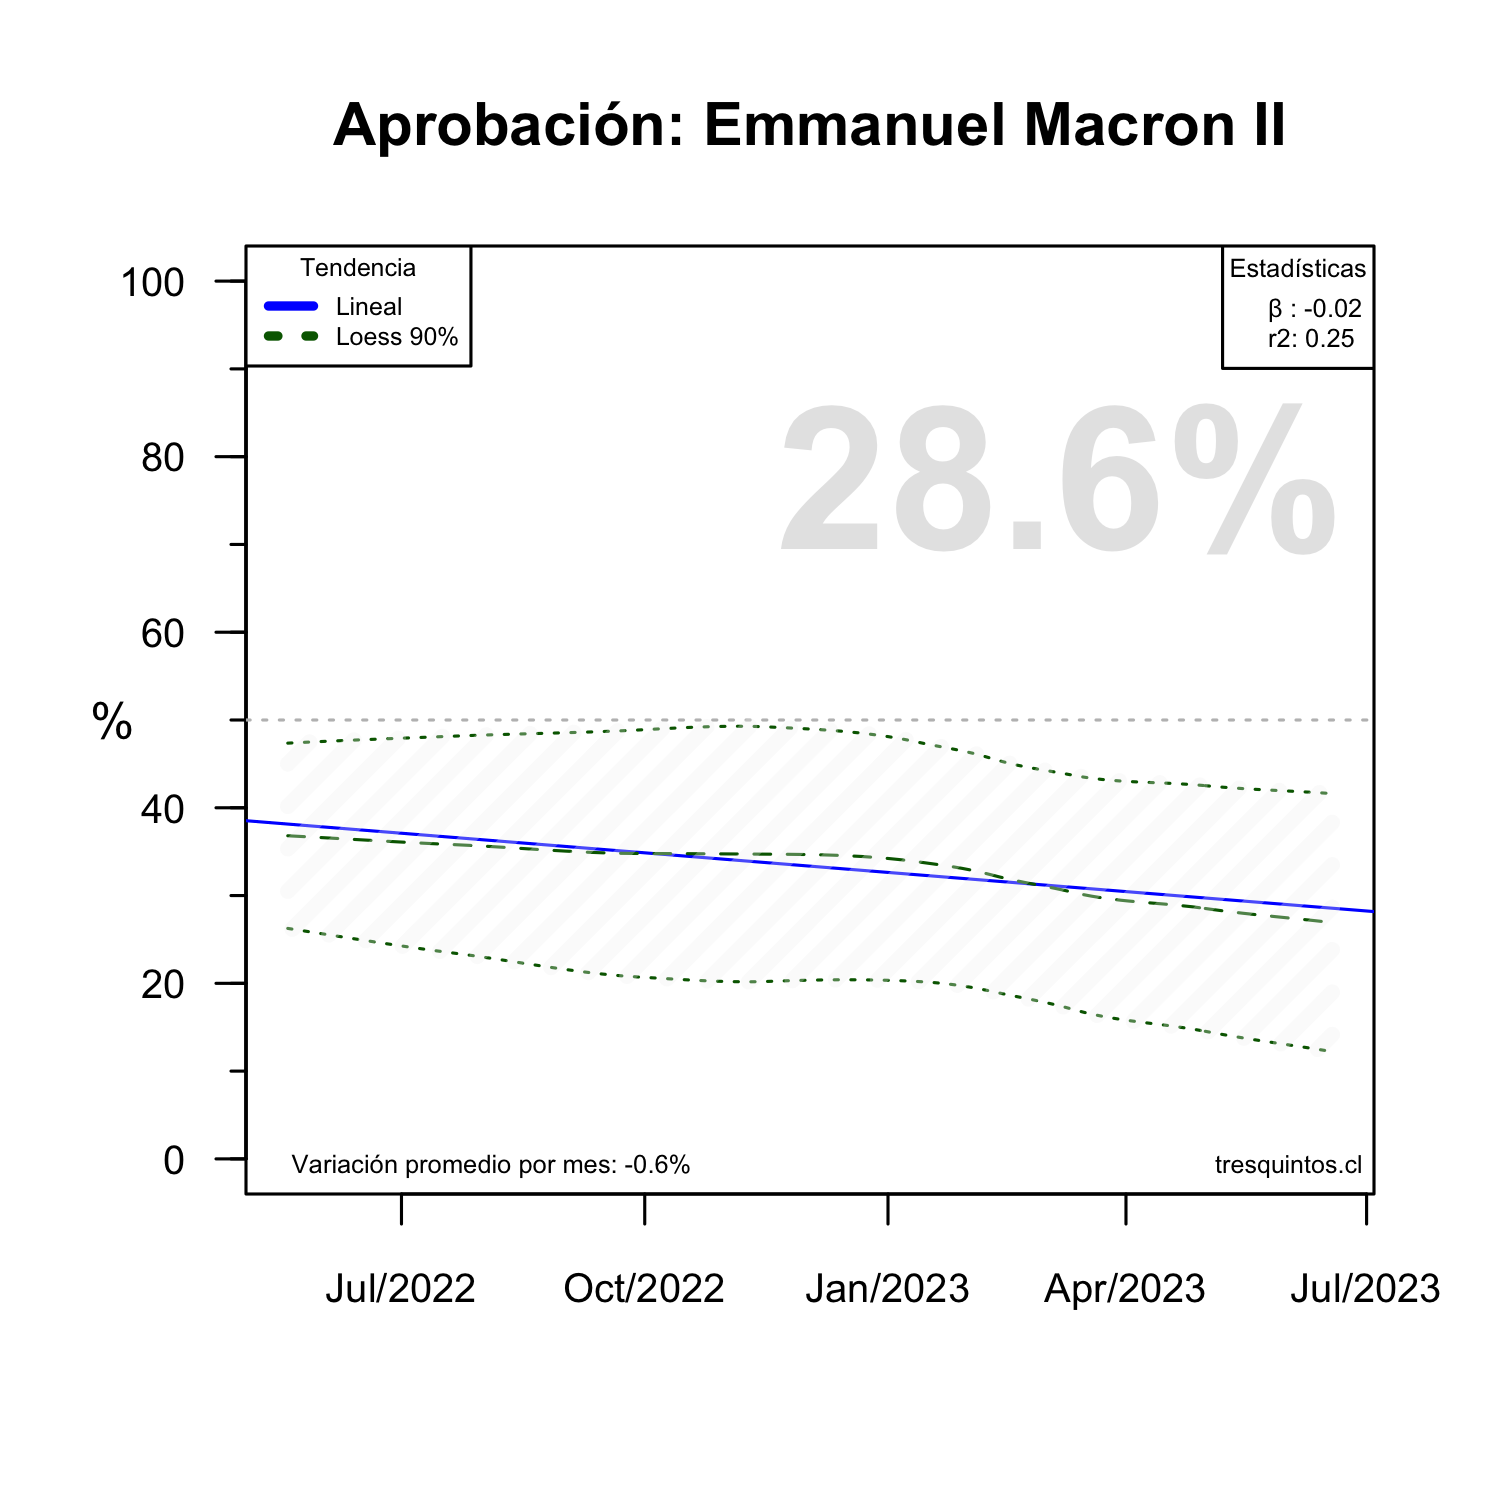 Aprobación: Emmanuel Macron II
Tendencia
Lineal
Loess 90%
Estadísticas
β : -0.02
r2: 0.25
28.6%
100
80
60
%
40
20
0
Variación promedio por mes: -0.6%
tresquintos.cl
Jul/2022
Oct/2022
Jan/2023
Apr/2023
Jul/2023